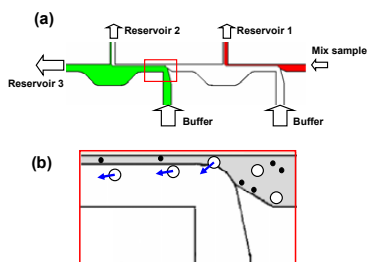 (a)
Reservoir 2
Reservoir 1
Mix sample
Reservoir 3
Buffer
Buffer
(b)